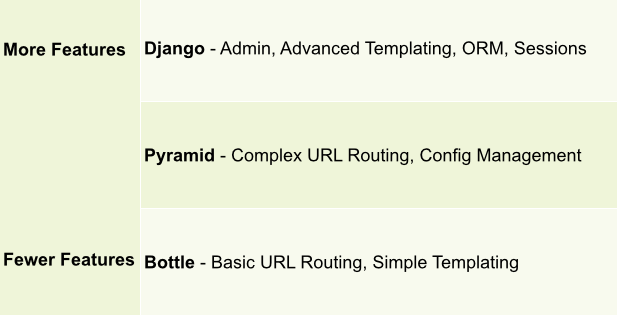 More Features
Django - Admin, Advanced Templating, ORM, Sessions
Pyramid - Complex URL Routing, Config Management
Fewer Features
Bottle - Basic URL Routing, Simple Templating